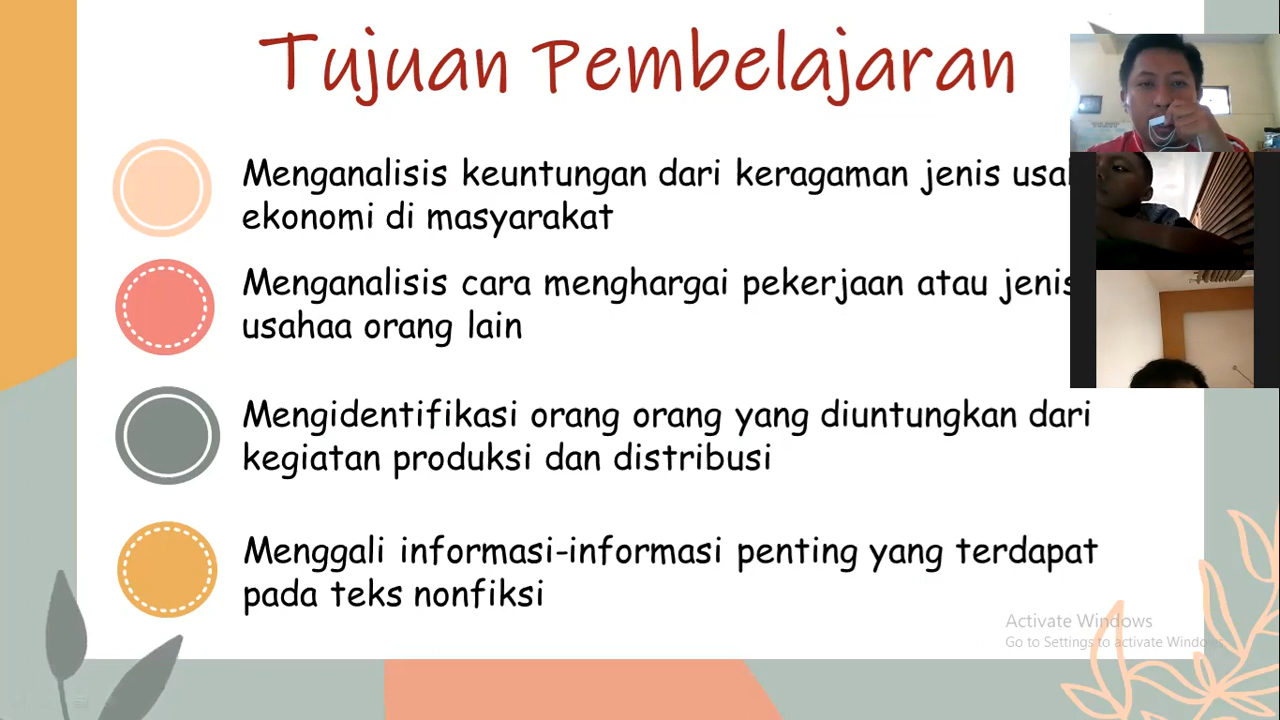 Tujuan Pembelajaran
Menganalisis keuntungan dari keragaman jenis
ekonomi di masyarakat
Menganalisis cara menghargai pekerjaan atau jenis
usahaa orang lain
Mengidentifikasi orang orang yang diuntungkan dari
kegiatan produksi dan distribusi
Menggali informasi-informasi penting yang terdapat
pada teks nonfiksi
Activate Windows
Go to Settings to activate Windows